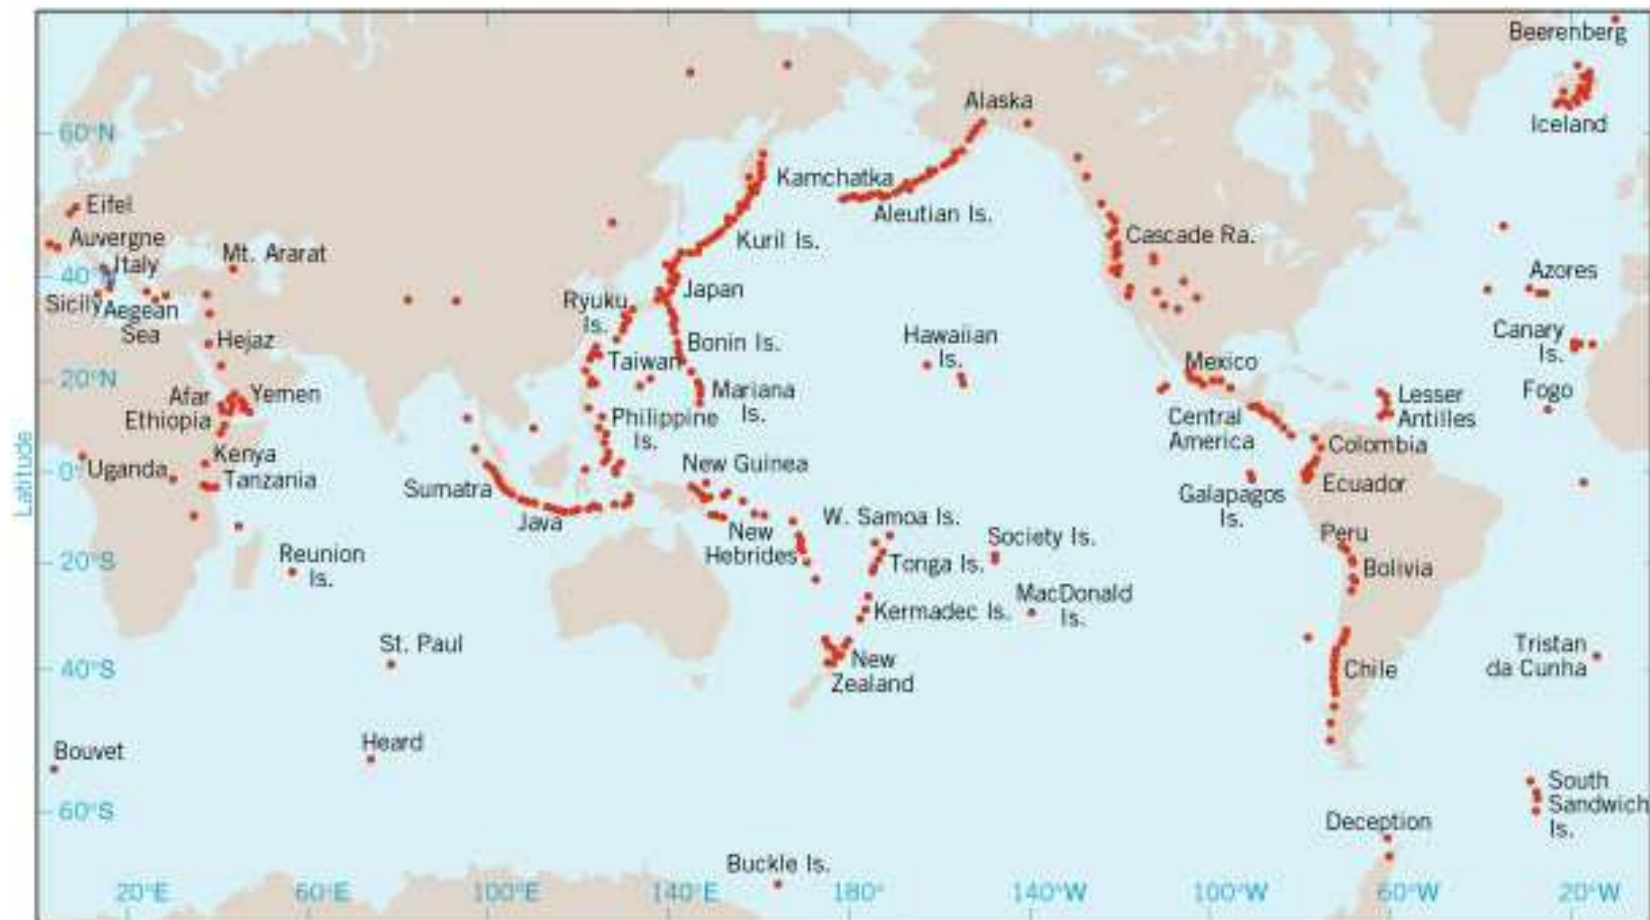 Beerenberg
Alaska
Iceland
60°N
Kamchatka
Aleutian Is.
Eifel
Auvergne
Kuril Is.
Cascade Ra.
Mt. Ararat
Italy
40°N
Azores
Sicily
Aegean
Sea
Japan
Ryuku
Is.
Hejaz
Bonin Is.
Hawaiian
Is.
Canary
Is.
Taiwan
Mexico
20°N
Afar
Yemen
Mariana
Is.
Fogo
Lesser
Antilles
Ethiopia
Philippine
Is.
Central
America
Colombia
Kenya
0°N
Uganda
Tanzania
New Guinea
Ecuador
Sumatra
Galapagos
Is.
Latitude
Java
W. Samoa Is.
New
Hebrides
Society Is.
Peru
Reunion
Is.
20°S
Tonga Is.
Bolivia
MacDonald
Is.
Kermadec Is.
St. Paul
40°S
New
Zealand
Chile
Tristan
da Cunha
Heard
Bouvet
South
Sandwich
Is.
60°S
Deception
Buckle Is.
20°E
60°E
100°E
140°E
180°
140°W
100°W
60°W
20°W